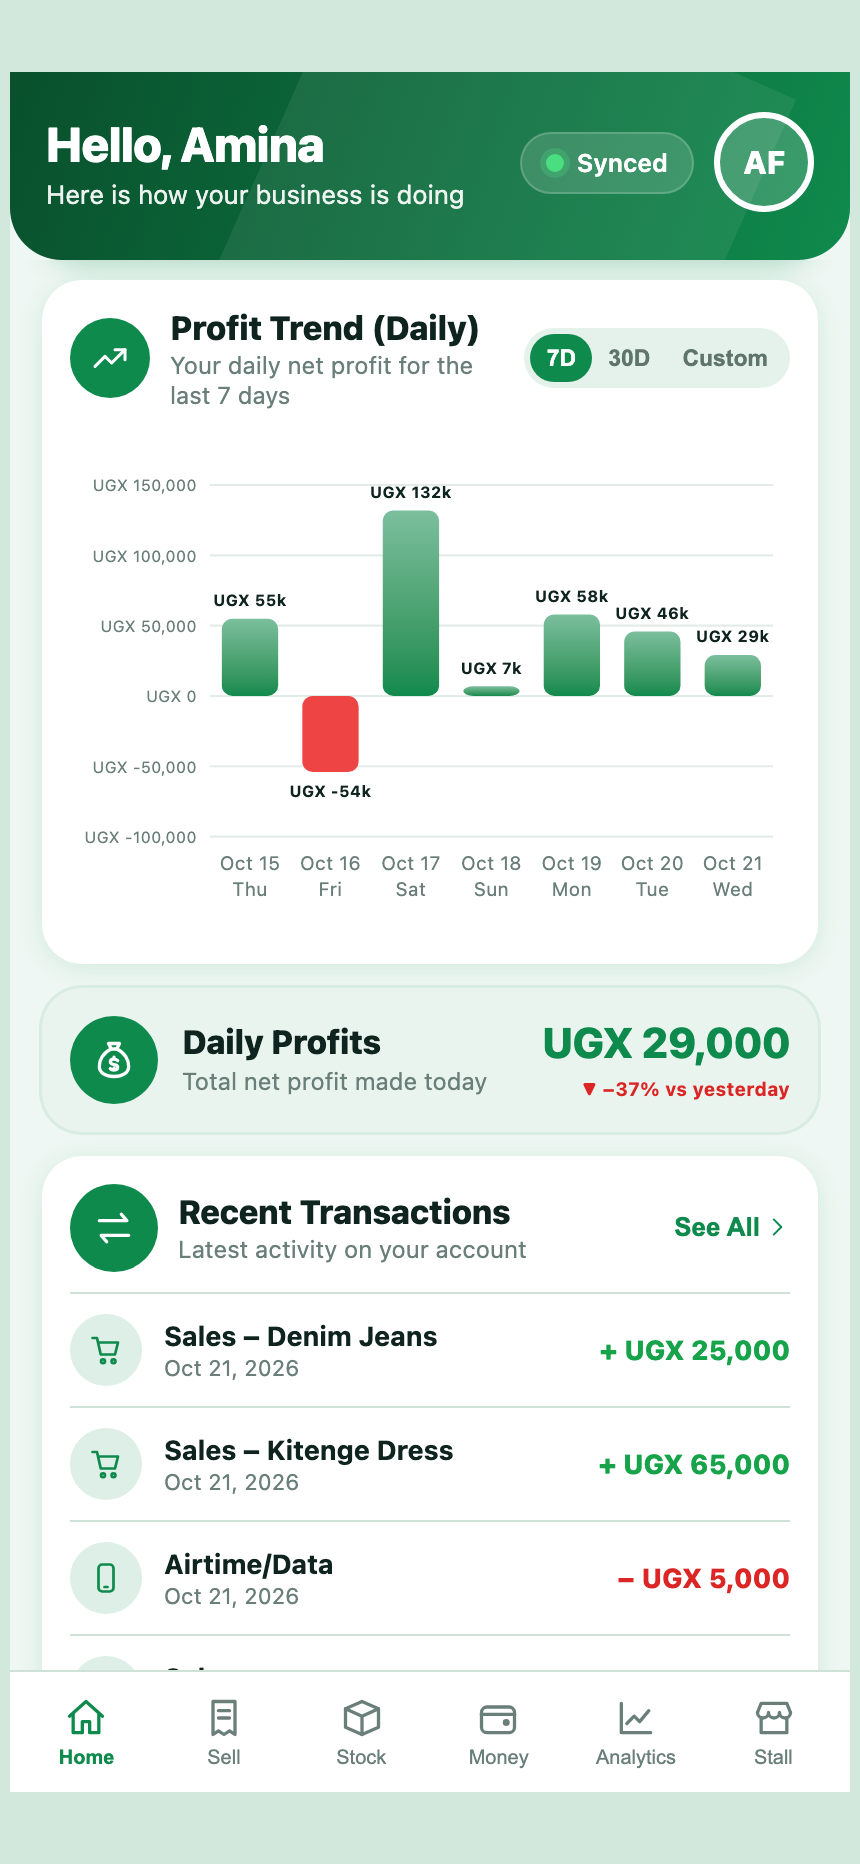 Hello, Amina
Here is how your business is doing
Synced
AF
Profit Trend (Daily)
Your daily net profit for the
last 7 days
7D
30D
Custom
UGX 150,000
UGX 100,000
UGX 50,000
UGX 0
UGX -50,000
UGX -100,000
UGX 55k
UGX -54k
UGX 132k
UGX 7k
UGX 58k
UGX 46k
UGX 29k
Oct 15
Thu
Oct 16
Fri
Oct 17
Sat
Oct 18
Sun
Oct 19
Mon
Oct 20
Tue
Oct 21
Wed
Daily Profits
Total net profit made today
UGX 29,000
▼ –37% vs yesterday
Recent Transactions
Latest activity on your account
See All
Sales – Denim Jeans
Oct 21, 2026
+ UGX 25,000
Sales – Kitenge Dress
Oct 21, 2026
+ UGX 65,000
Airtime/Data
Oct 21, 2026
– UGX 5,000
Home
Sell
Stock
Money
Analytics
Stall